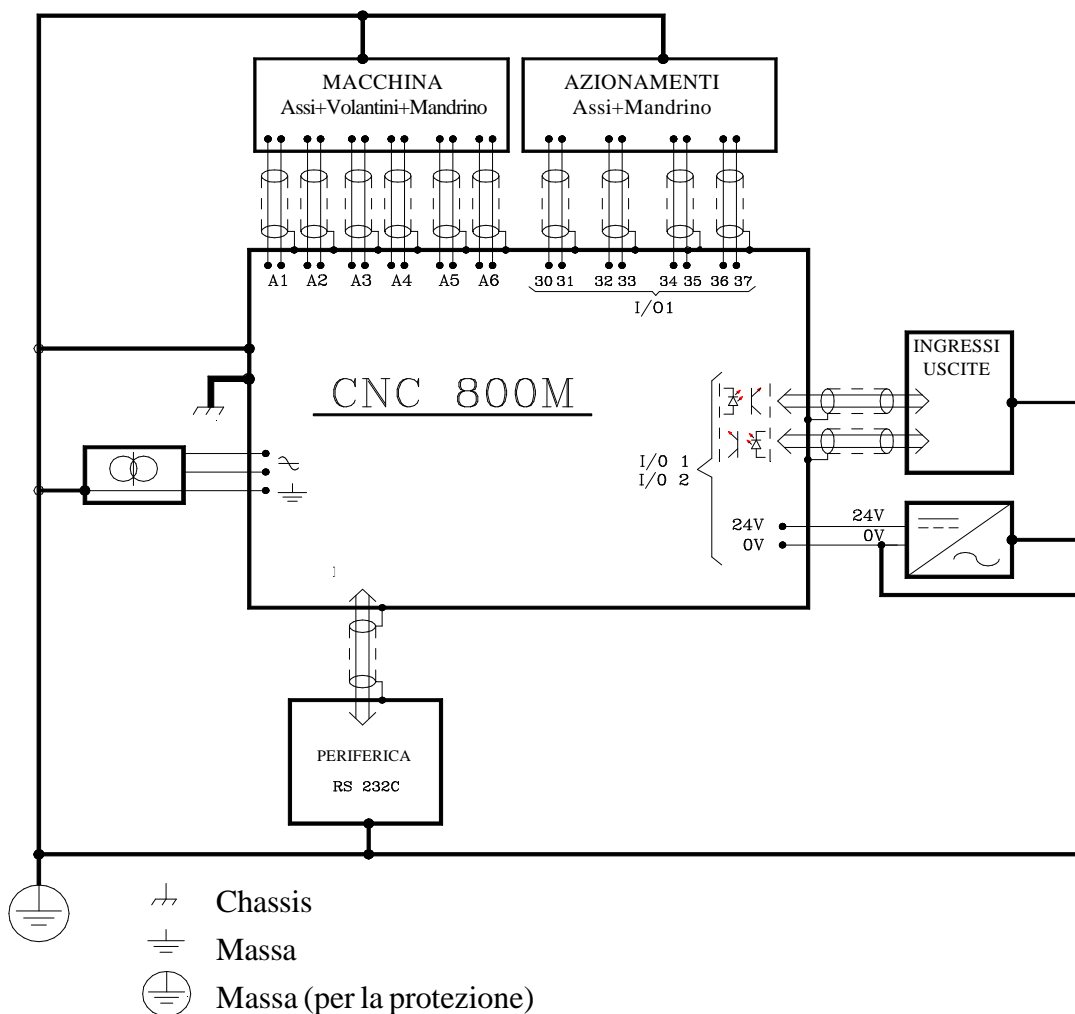 MACCHINA
Assi+Volantini+Mandrino
AZIONAMENTI
Assi+Mandrino
A1 A2 A3 A4 A5 A6 30 31 32 33 34 35 36 37
I/O1
INGRESSI
USCITE
CNC 800M
I/O 1
I/O 2
24V 24V
0V 0V
PERIFERICA
RS 232C
Chassis
Massa
Massa (per la protezione)